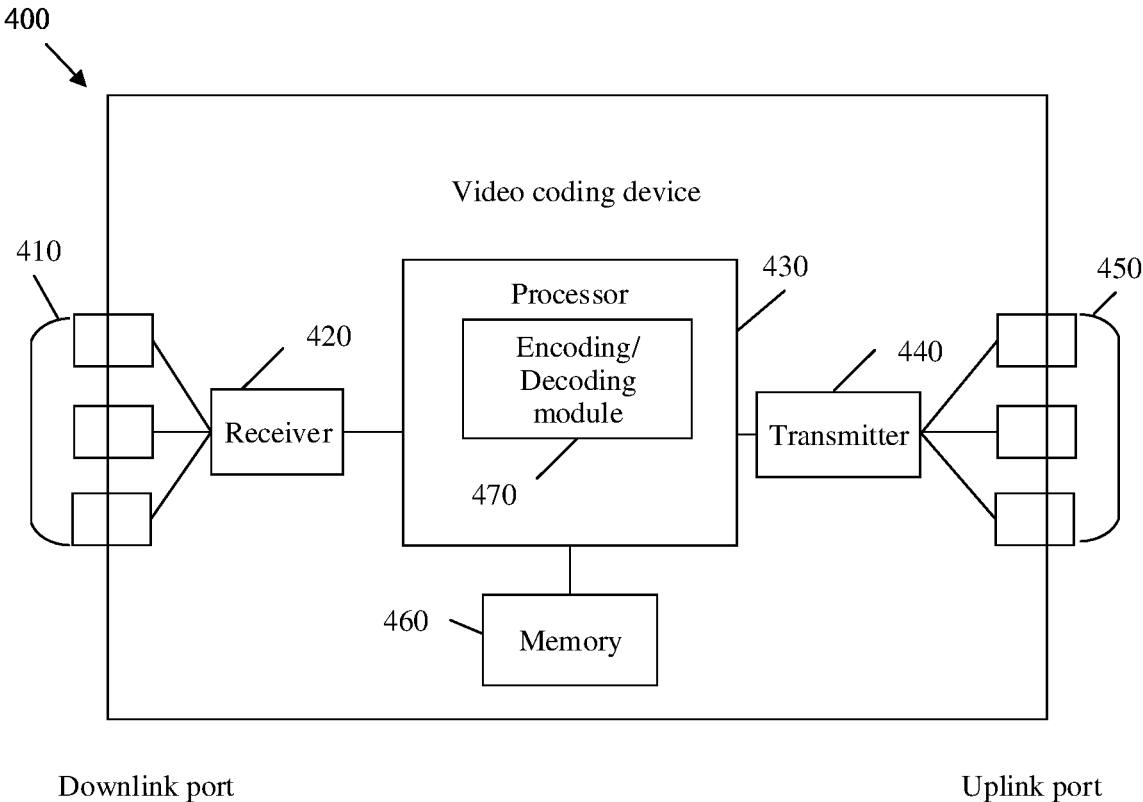 400
Video coding device
410
430
450
Processor
420
440
Encoding/
Decoding
module
Receiver
Transmitter
470
460
Memory
Downlink port
Uplink port